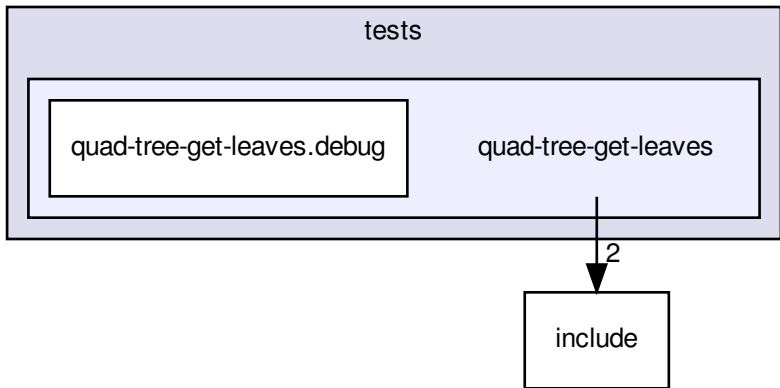 tests
quad-tree-get-leaves.debug
quad-tree-get-leaves
2
include